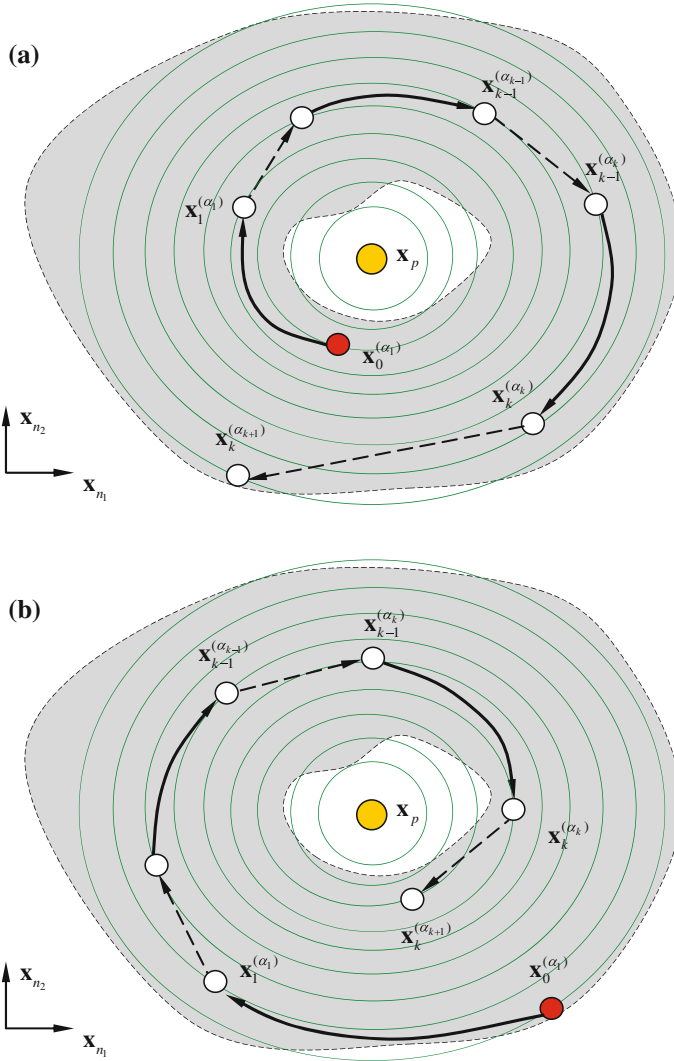 (a)
𝐱_{k−1}^{(α_{k−1})}
𝐱_{k−1}^{(α_k)}
𝐱_1^{(α_1)}
𝐱_p
𝐱_0^{(α_1)}
𝐱_k^{(α_k)}
𝐱_{n_2}
𝐱_k^{(α_{k+1})}
𝐱_{n_1}
(b)
𝐱_{k−1}^{(α_k)}
𝐱_{k−1}^{(α_{k−1})}
𝐱_p
𝐱_k^{(α_k)}
𝐱_k^{(α_{k+1})}
𝐱_1^{(α_1)}
𝐱_0^{(α_1)}
𝐱_{n_2}
𝐱_{n_1}